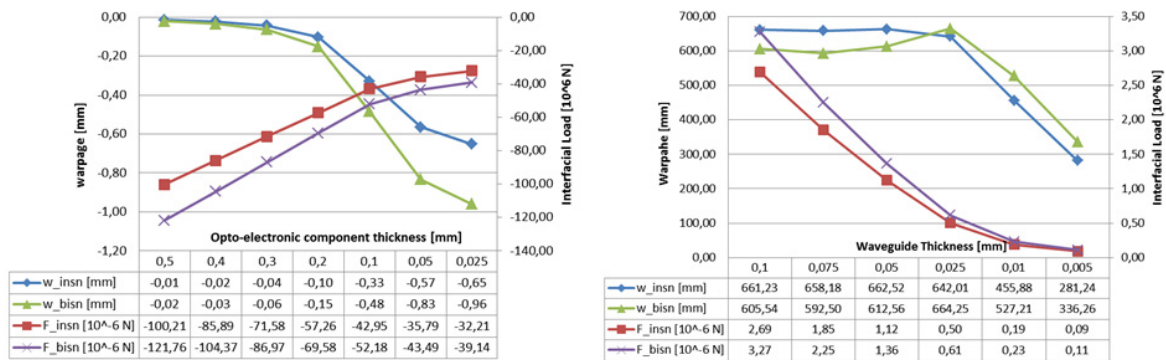 0,00
-0,20
-0,40
-0,60
-0,80
-1,00
-1,20
warpage [mm]
0,00
-20,00
-40,00
-60,00
-80,00
-100,00
-120,00
-140,00
Interfacial Load [10^6 N]
Opto-electronic component thickness [mm]
0,5 0,4 0,3 0,2 0,1 0,05 0,025
w_insn [mm] -0,01 -0,02 -0,04 -0,10 -0,33 -0,57 -0,65
w_bisn [mm] -0,02 -0,03 -0,06 -0,15 -0,48 -0,83 -0,96
F_insn [10^-6 N] -100,21 -85,89 -71,58 -57,26 -42,95 -35,79 -32,21
F_bisn [10^-6 N] -121,76 -104,37 -86,97 -69,58 -52,18 -43,49 -39,14
700,00
600,00
500,00
400,00
300,00
200,00
100,00
0,00
Warpahe [mm]
3,50
3,00
2,50
2,00
1,50
1,00
0,50
0,00
Interfacial Load [10^6 N]
Waveguide Thickness [mm]
0,1 0,075 0,05 0,025 0,01 0,005
w_insn [mm] 661,23 658,18 662,52 642,01 455,88 281,24
w_bisn [mm] 605,54 592,50 612,56 664,25 527,21 336,26
F_insn [10^-6 N] 2,69 1,85 1,12 0,50 0,19 0,09
F_bisn [10^-6 N] 3,27 2,25 1,36 0,61 0,23 0,11